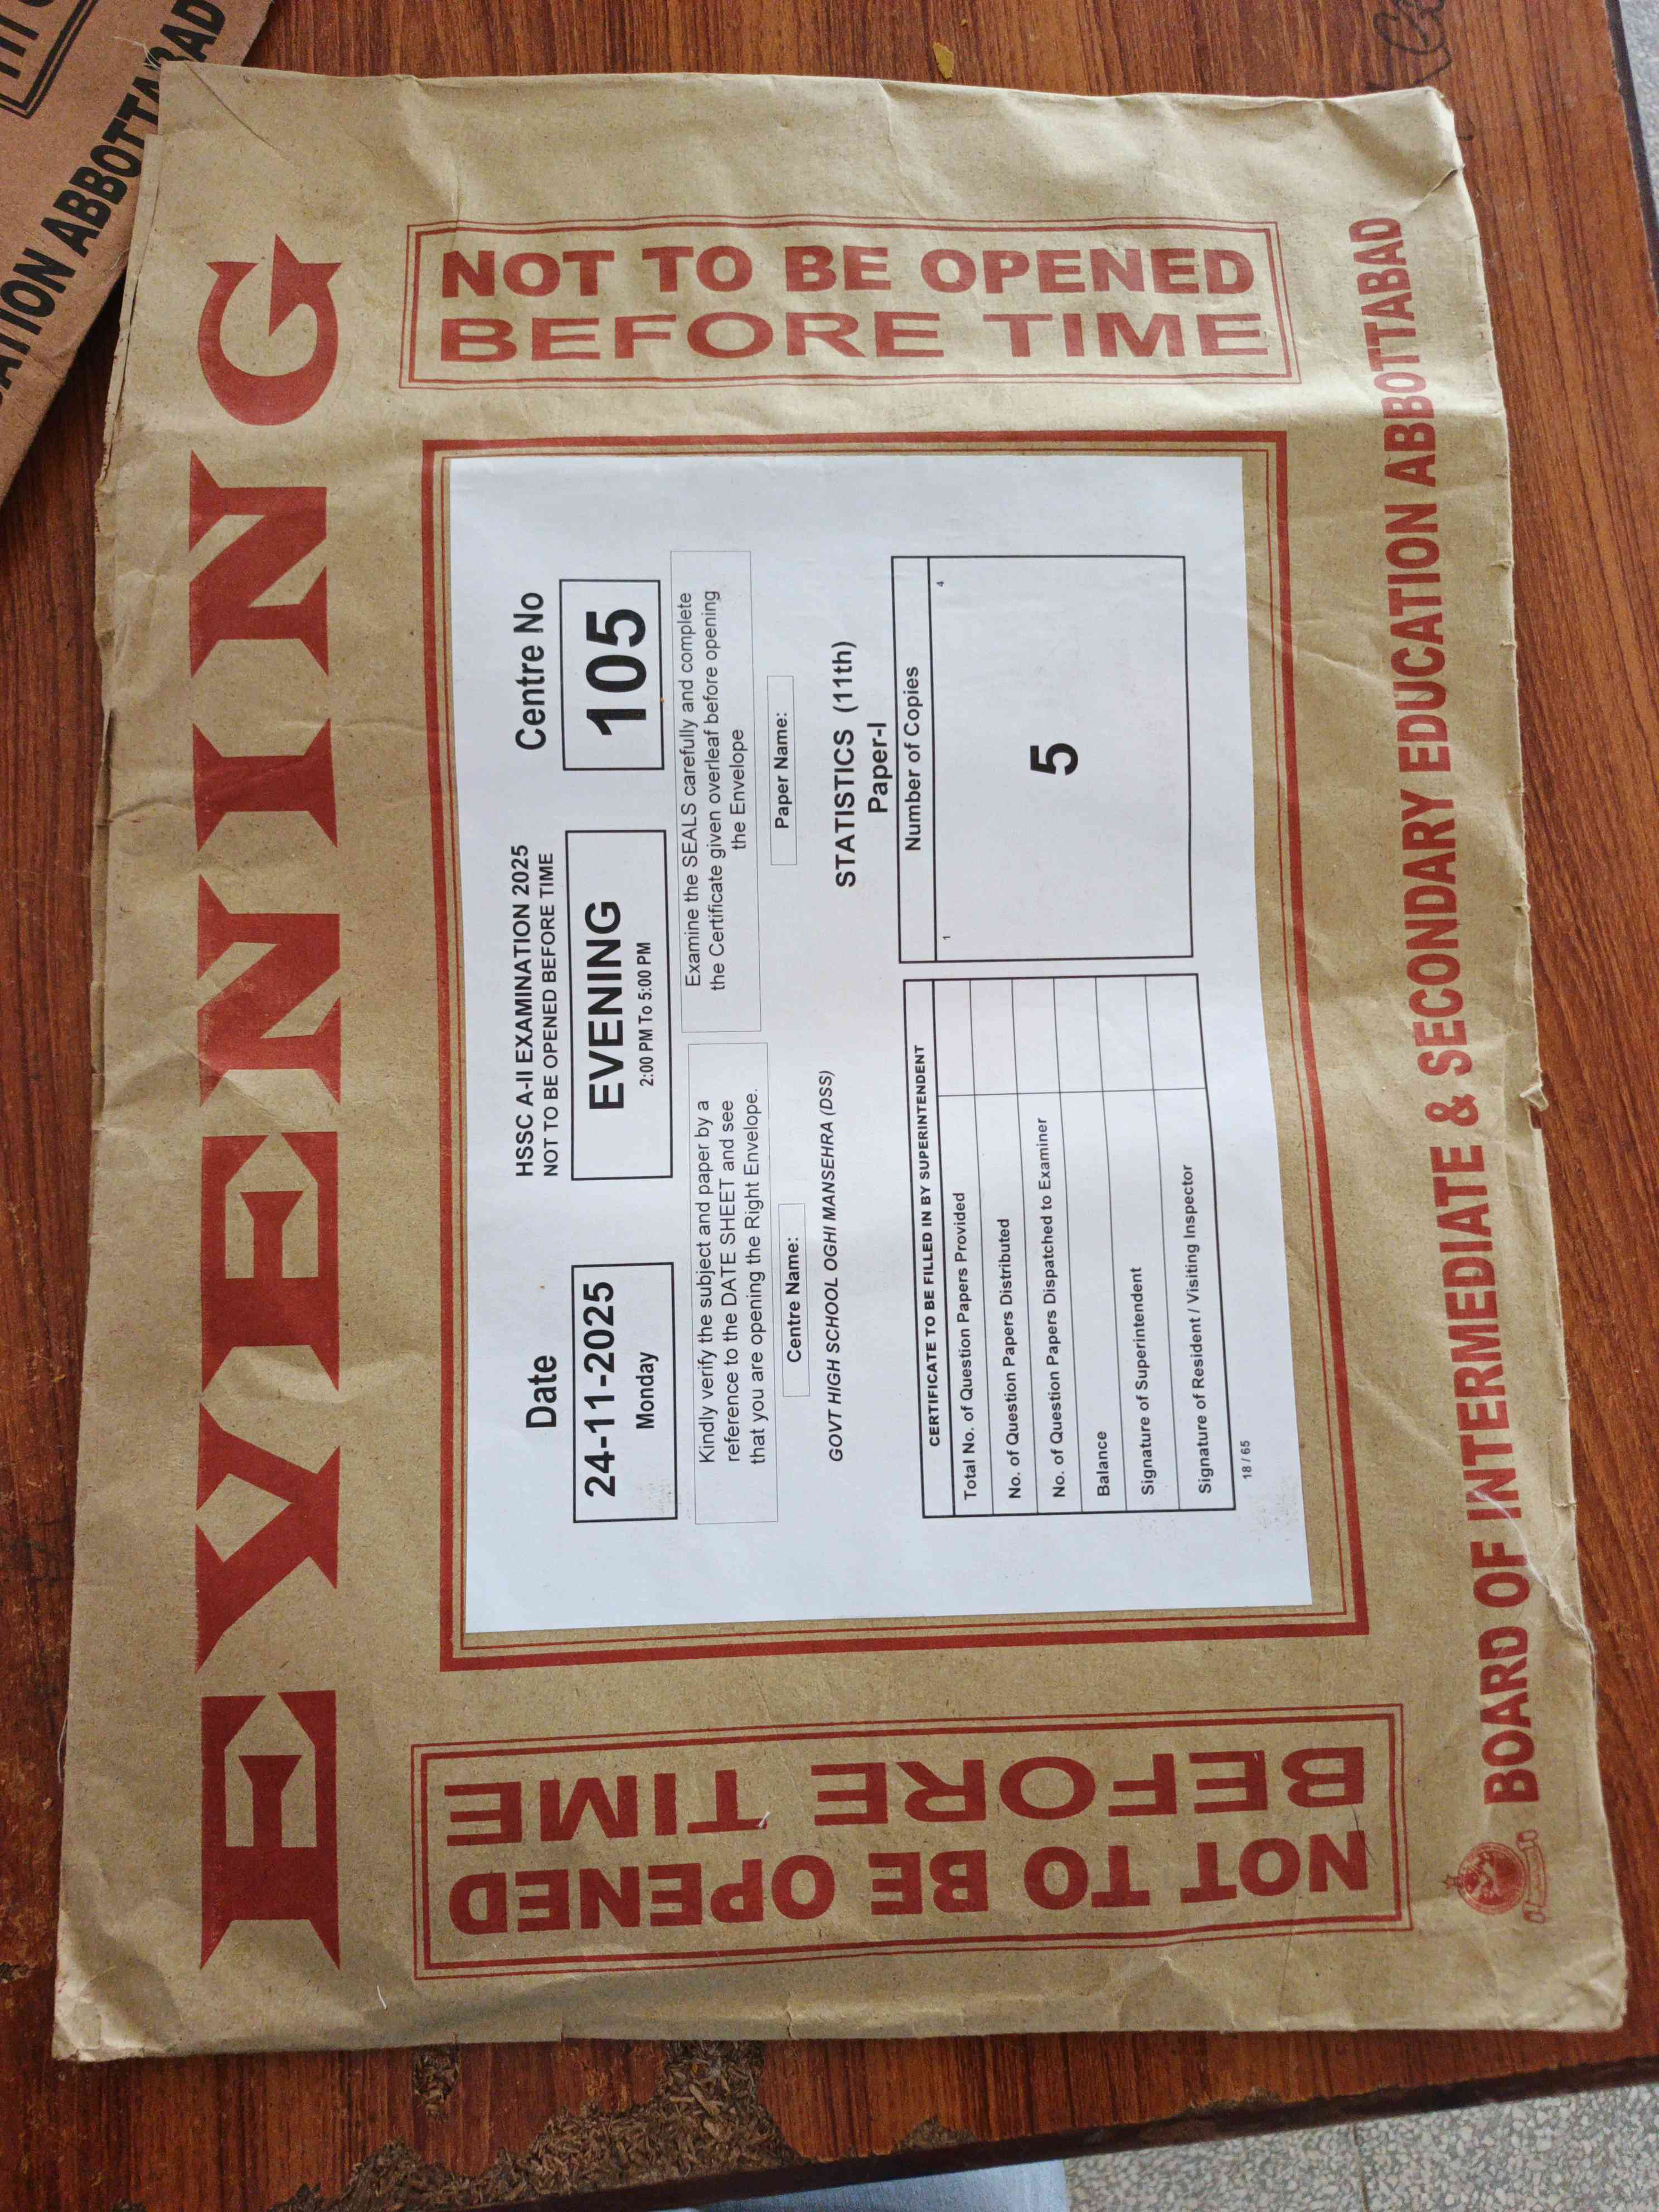 EVENING
NOT TO BE OPENED
BEFORE TIME
NOT TO BE OPENED
BEFORE TIME
Date
24-11-2025
Monday
HSSC A-II EXAMINATION 2025
NOT TO BE OPENED BEFORE TIME
EVENING
2:00 PM To 5:00 PM
Centre No
105
Kindly verify the subject and paper by a
reference to the DATE SHEET and see
that you are opening the Right Envelope.
Examine the SEALS carefully and complete
the Certificate given overleaf before opening
the Envelope
Centre Name:
GOVT HIGH SCHOOL OGHI MANSEHRA (DSS)
Paper Name:
STATISTICS (11th)
Paper-I
CERTIFICATE TO BE FILLED IN BY SUPERINTENDENT
Total No. of Question Papers Provided
No. of Question Papers Distributed
No. of Question Papers Dispatched to Examiner
Balance
Signature of Superintendent
Signature of Resident / Visiting Inspector
18 / 65
Number of Copies
1
4
5
BOARD OF INTERMEDIATE & SECONDARY EDUCATION ABBOTTABAD
ATION ABBOTTABAD